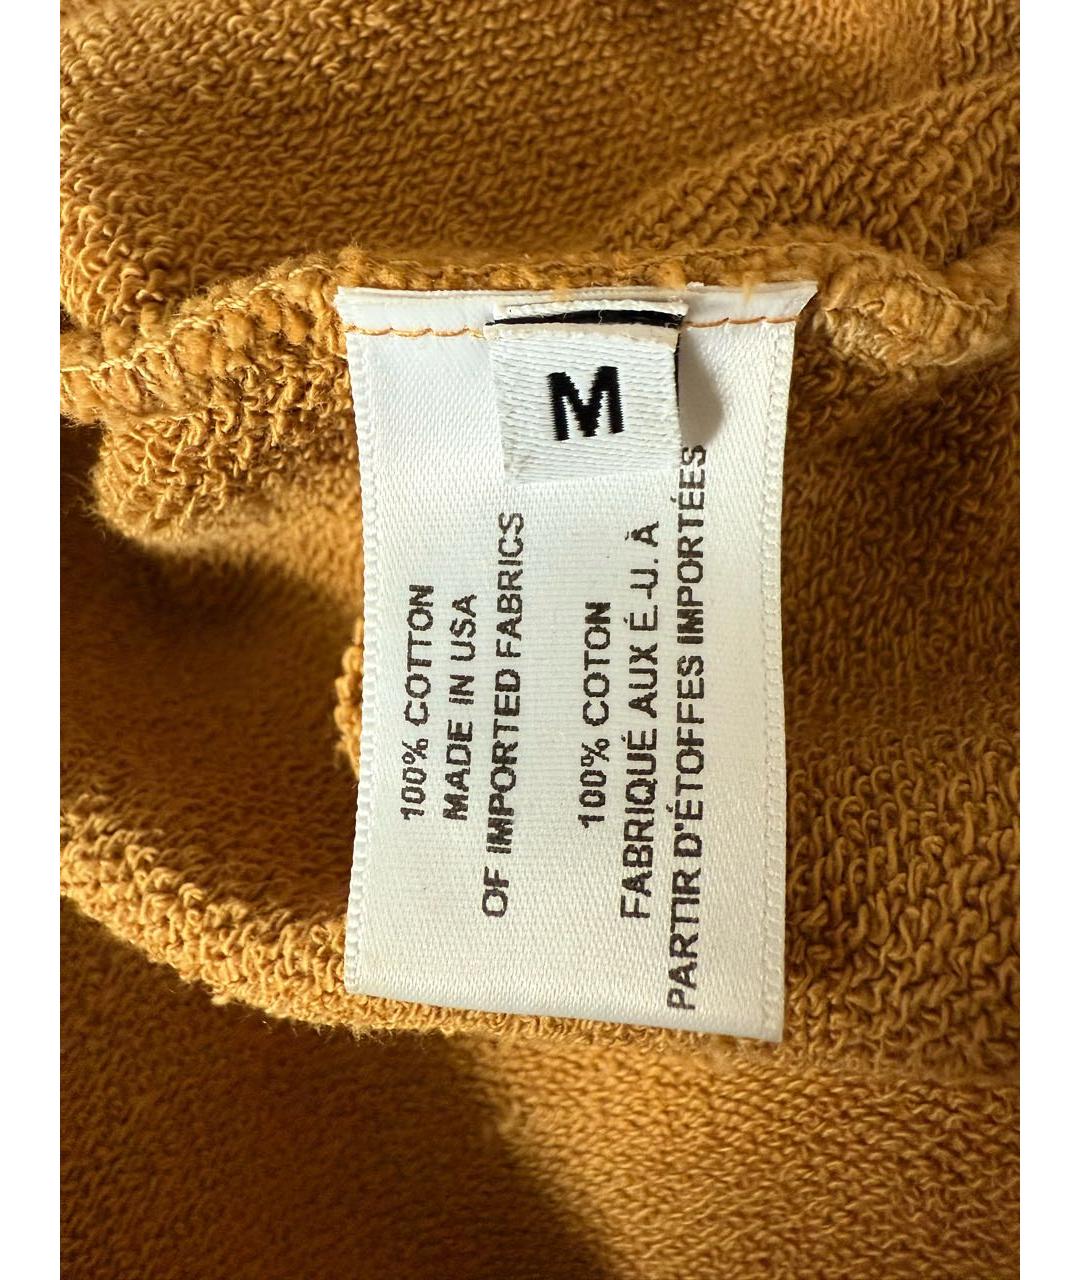 M
100% COTTON
MADE IN USA
OF IMPORTED FABRICS
100% COTON
FABRIQUÉ AUX É.-U. À
PARTIR D'ÉTOFFES IMPORTÉES